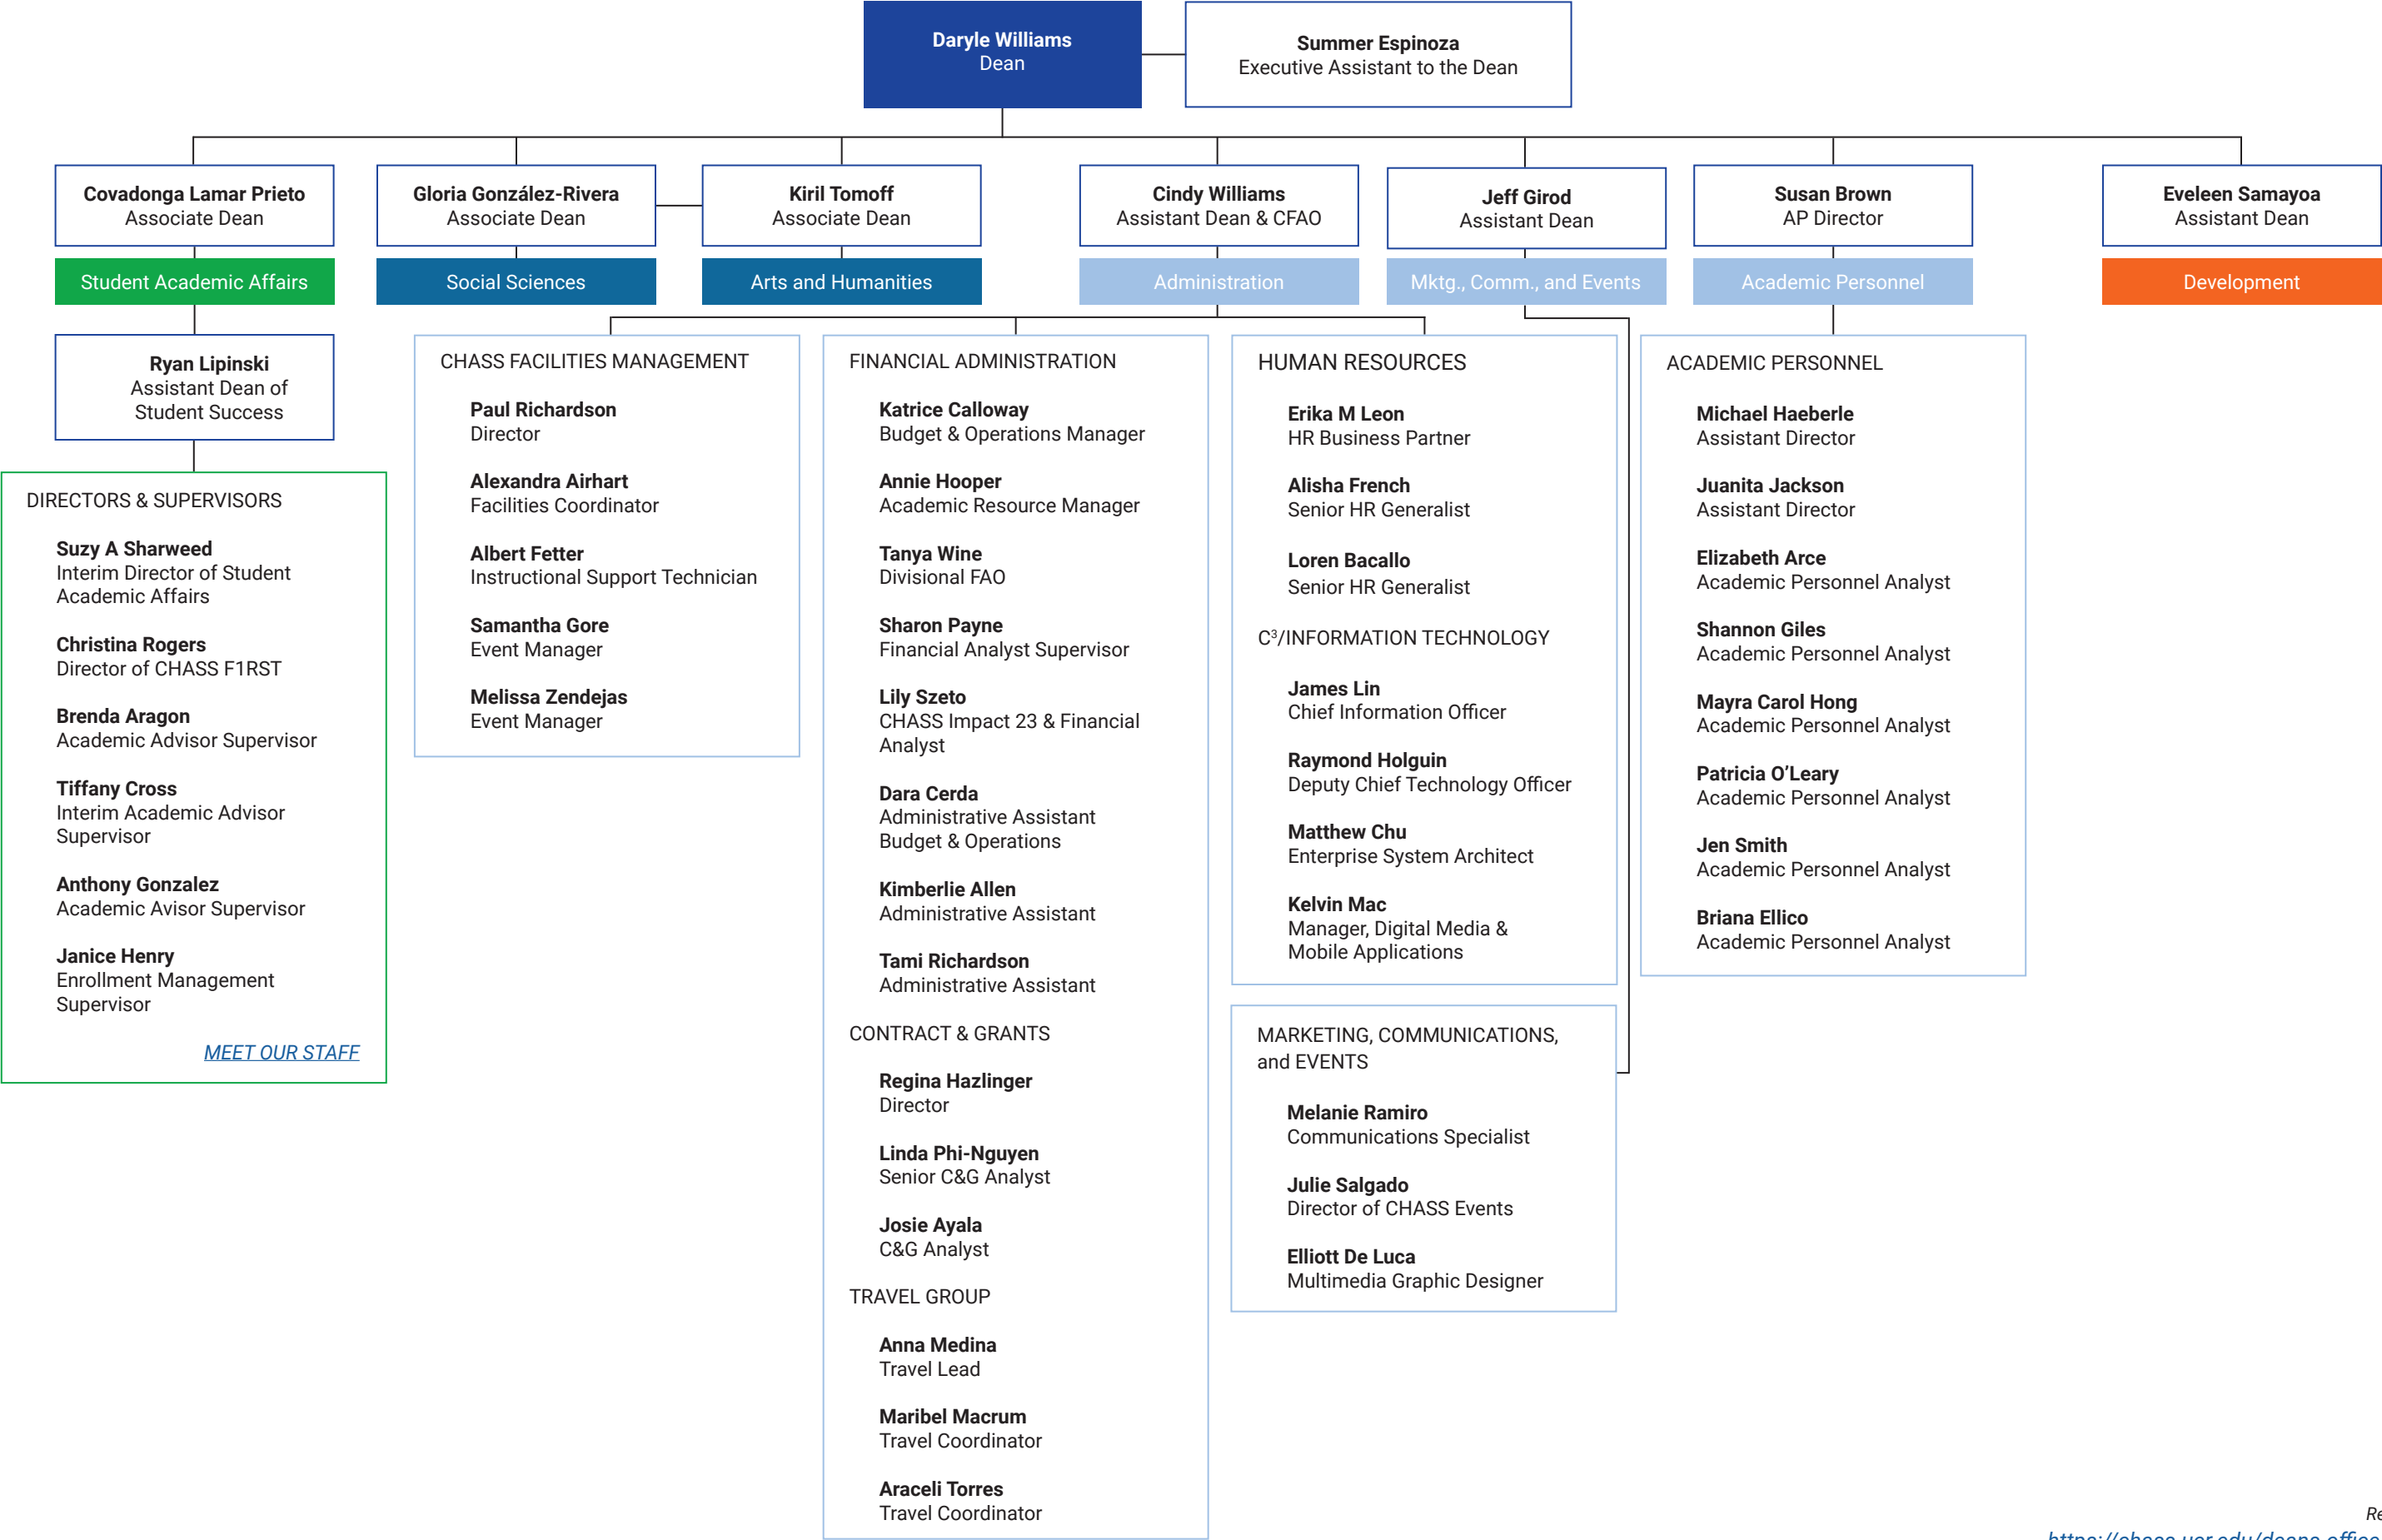 Daryle Williams
Dean
Summer Espinoza
Executive Assistant to the Dean
Covadonga Lamar Prieto
Associate Dean
Student Academic Affairs
Gloria González-Rivera
Associate Dean
Social Sciences
Kiril Tomoff
Associate Dean
Arts and Humanities
Cindy Williams
Assistant Dean & CFAO
Administration
Jeff Girod
Assistant Dean
Mktg., Comm., and Events
Susan Brown
AP Director
Academic Personnel
Eveleen Samayoa
Assistant Dean
Development
Ryan Lipinski
Assistant Dean of
Student Success
DIRECTORS & SUPERVISORS
Suzy A Sharweed
Interim Director of Student
Academic Affairs
Christina Rogers
Director of CHASS F1RST
Brenda Aragon
Academic Advisor Supervisor
Tiffany Cross
Interim Academic Advisor
Supervisor
Anthony Gonzalez
Academic Avisor Supervisor
Janice Henry
Enrollment Management
Supervisor
MEET OUR STAFF
CHASS FACILITIES MANAGEMENT
Paul Richardson
Director
Alexandra Airhart
Facilities Coordinator
Albert Fetter
Instructional Support Technician
Samantha Gore
Event Manager
Melissa Zendejas
Event Manager
FINANCIAL ADMINISTRATION
Katrice Calloway
Budget & Operations Manager
Annie Hooper
Academic Resource Manager
Tanya Wine
Divisional FAO
Sharon Payne
Financial Analyst Supervisor
Lily Szeto
CHASS Impact 23 & Financial
Analyst
Dara Cerda
Administrative Assistant
Budget & Operations
Kimberlie Allen
Administrative Assistant
Tami Richardson
Administrative Assistant
CONTRACT & GRANTS
Regina Hazlinger
Director
Linda Phi-Nguyen
Senior C&G Analyst
Josie Ayala
C&G Analyst
TRAVEL GROUP
Anna Medina
Travel Lead
Maribel Macrum
Travel Coordinator
Araceli Torres
Travel Coordinator
HUMAN RESOURCES
Erika M Leon
HR Business Partner
Alisha French
Senior HR Generalist
Loren Bacallo
Senior HR Generalist
C³/INFORMATION TECHNOLOGY
James Lin
Chief Information Officer
Raymond Holguin
Deputy Chief Technology Officer
Matthew Chu
Enterprise System Architect
Kelvin Mac
Manager, Digital Media &
Mobile Applications
MARKETING, COMMUNICATIONS,
and EVENTS
Melanie Ramiro
Communications Specialist
Julie Salgado
Director of CHASS Events
Elliott De Luca
Multimedia Graphic Designer
ACADEMIC PERSONNEL
Michael Haeberle
Assistant Director
Juanita Jackson
Assistant Director
Elizabeth Arce
Academic Personnel Analyst
Shannon Giles
Academic Personnel Analyst
Mayra Carol Hong
Academic Personnel Analyst
Patricia O’Leary
Academic Personnel Analyst
Jen Smith
Academic Personnel Analyst
Briana Ellico
Academic Personnel Analyst